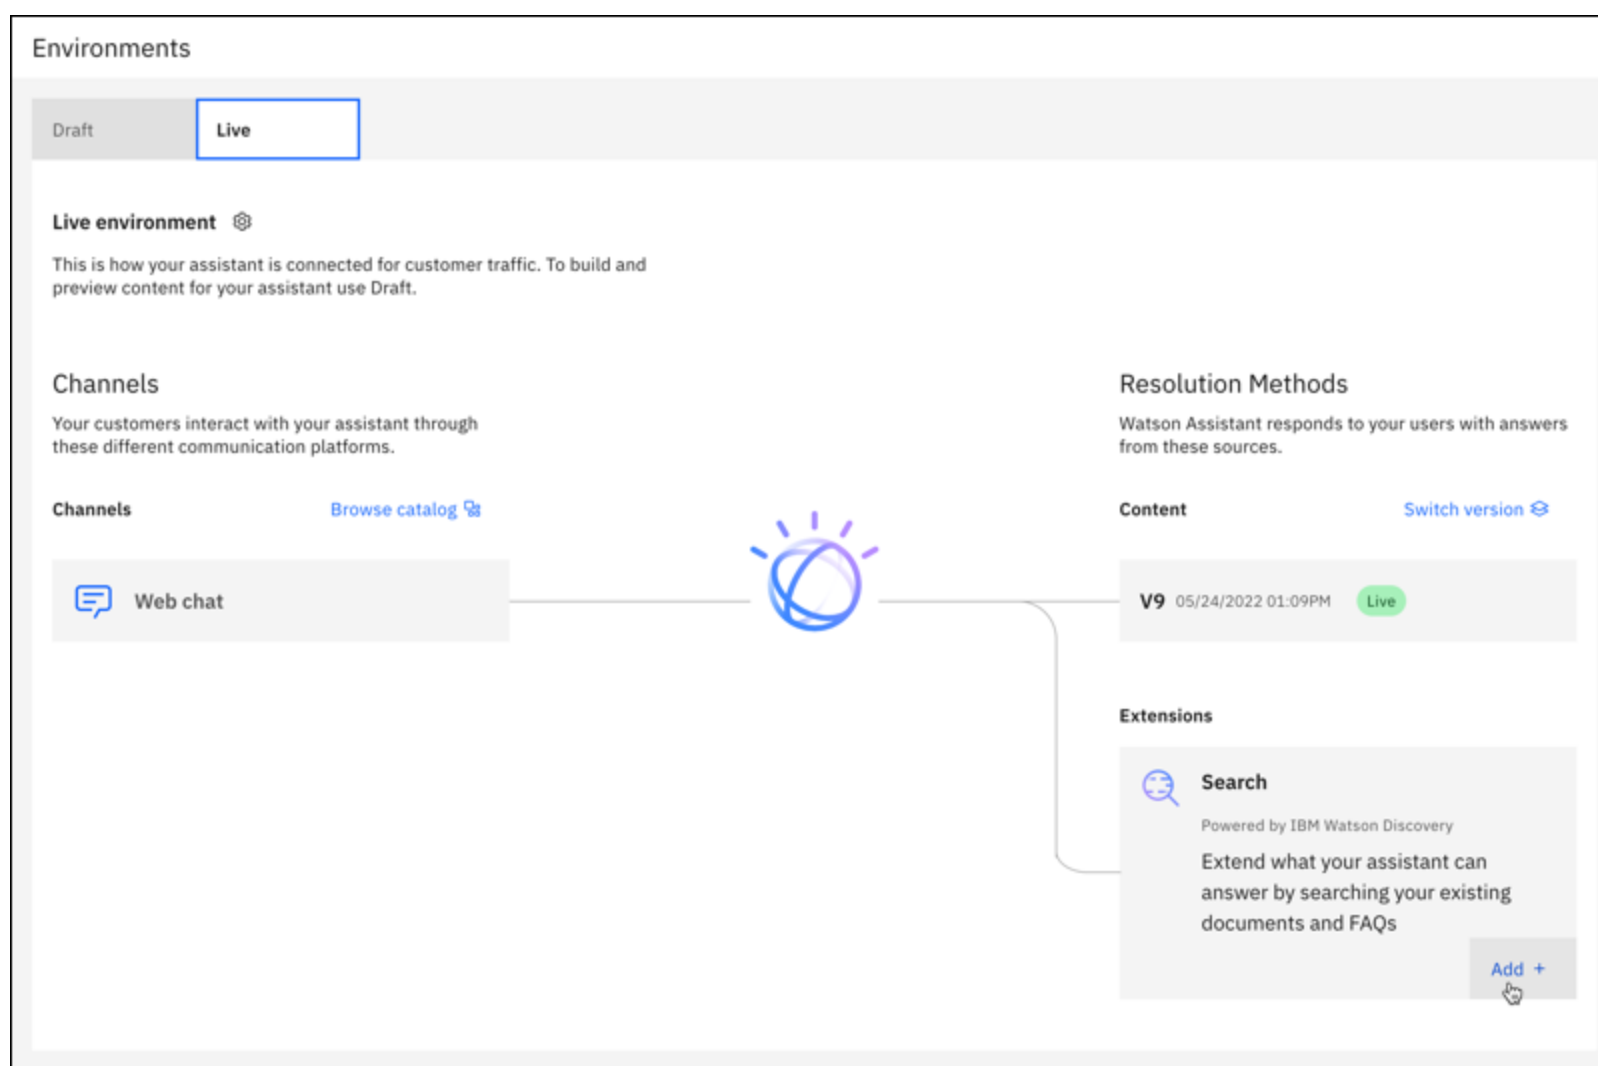 Environments
Draft
Live
Live environment
This is how your assistant is connected for customer traffic. To build and
preview content for your assistant use Draft.
Channels
Your customers interact with your assistant through
these different communication platforms.
Channels
Browse catalog
Web chat
Resolution Methods
Watson Assistant responds to your users with answers
from these sources.
Content
Switch version
V9 05/24/2022 01:09PM Live
Extensions
Search
Powered by IBM Watson Discovery
Extend what your assistant can
answer by searching your existing
documents and FAQs
Add +